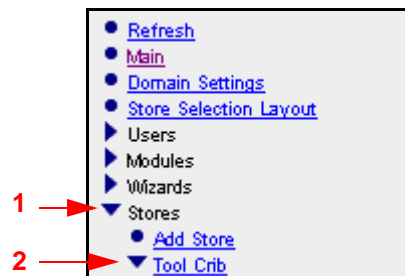 Refresh
Main
Domain Settings
Store Selection Layout
Users
Modules
Wizards
1 Stores
Add Store
2 Tool Crib